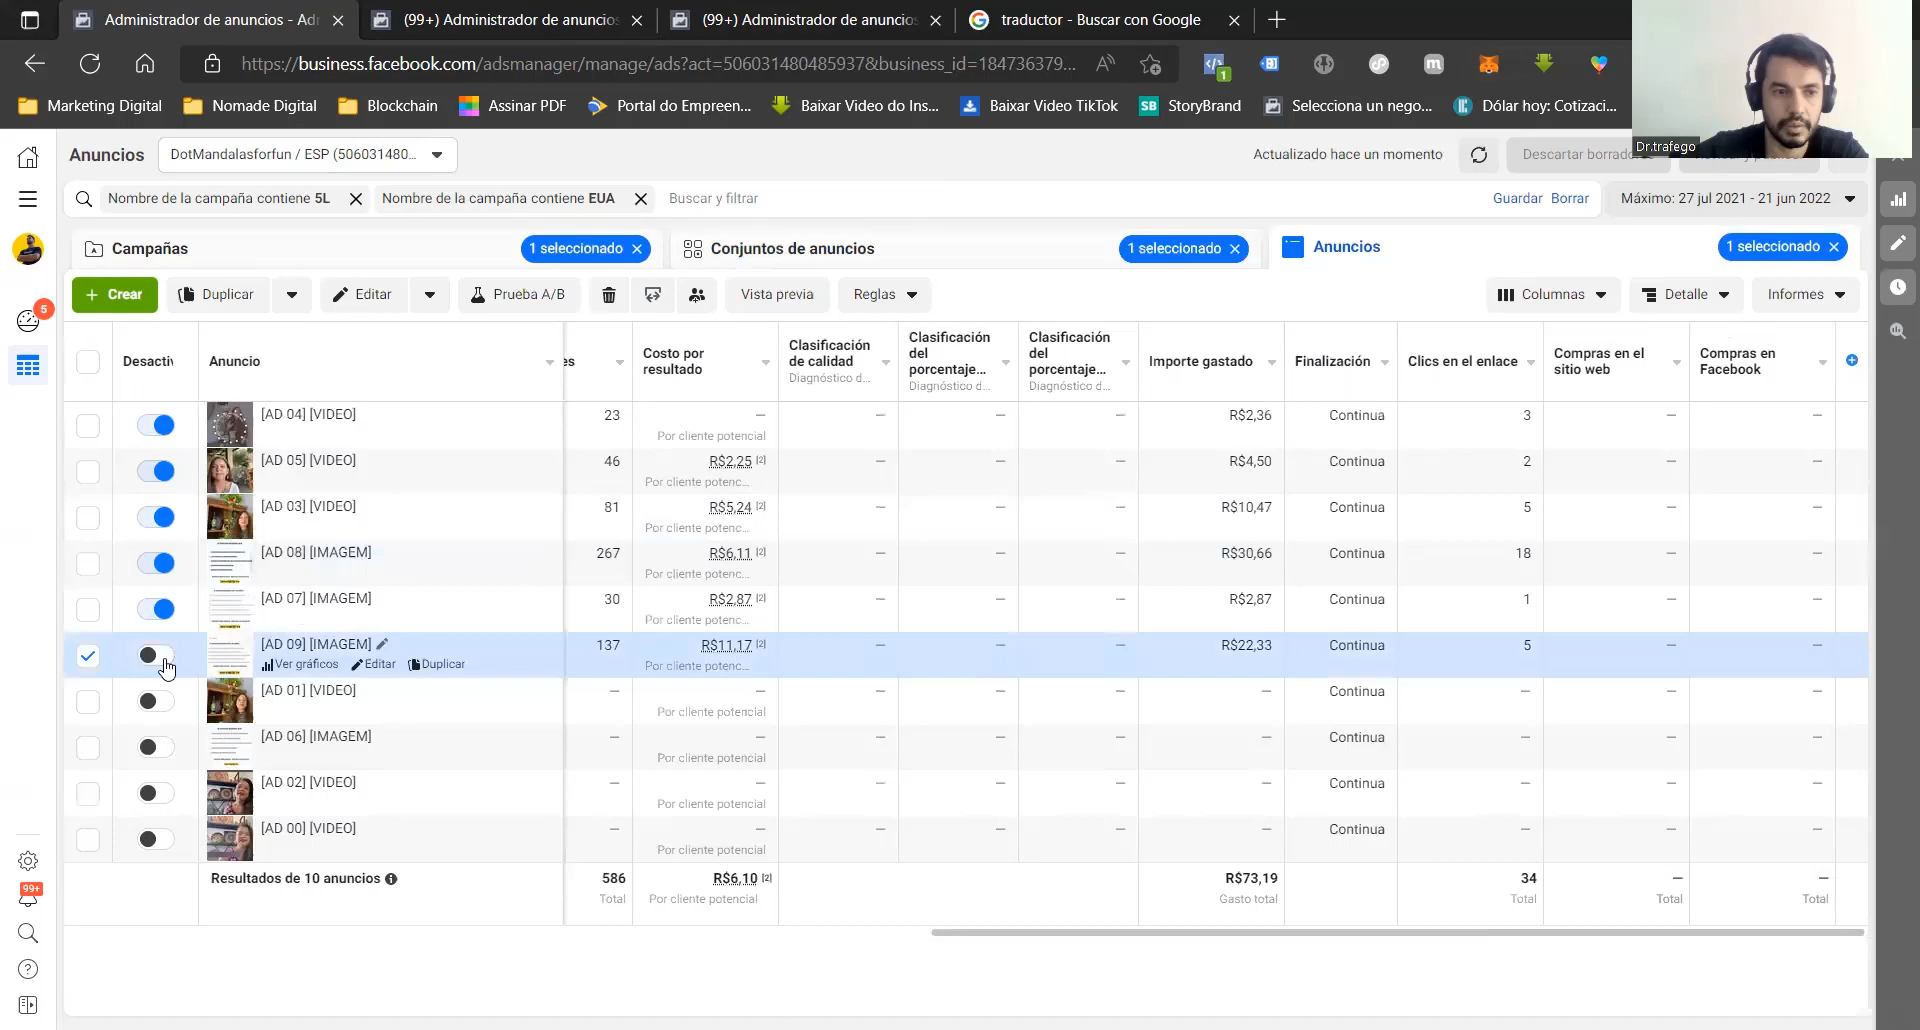 Administrador de anuncios - Adm
(99+) Administrador de anuncios
(99+) Administrador de anuncios
traductor - Buscar con Google
https://business.facebook.com/adsmanager/manage/ads?act=506031480485937&business_id=184736379...
Marketing Digital
Nomade Digital
Blockchain
Assinar PDF
Portal do Empreen...
Baixar Video do Ins...
Baixar Video TikTok
SB StoryBrand
Selecciona un nego...
Dólar hoy: Cotizaci...
Dr.trafego
Anuncios
DotMandalasforfun / ESP (506031480...
Actualizado hace un momento
Descartar borrado
Nombre de la campaña contiene 5L
Nombre de la campaña contiene EUA
Buscar y filtrar
Guardar Borrar
Máximo: 27 jul 2021 - 21 jun 2022
Campañas
1 seleccionado
Conjuntos de anuncios
1 seleccionado
Anuncios
1 seleccionado
+ Crear
Duplicar
Editar
Prueba A/B
Vista previa
Reglas
Columnas
Detalle
Informes
Desactiv
Anuncio
es
Costo por resultado
Clasificación de calidad
Diagnóstico d...
Clasificación del porcentaje...
Diagnóstico d...
Clasificación del porcentaje...
Diagnóstico d...
Importe gastado
Finalización
Clics en el enlace
Compras en el sitio web
Compras en Facebook
[AD 04] [VIDEO] 23 — — — — R$2,36 Continua 3 — —
Por cliente potencial
[AD 05] [VIDEO] 46 R$2,25 [2] — — — R$4,50 Continua 2 — —
Por cliente potenc...
[AD 03] [VIDEO] 81 R$5,24 [2] — — — R$10,47 Continua 5 — —
Por cliente potenc...
[AD 08] [IMAGEM] 267 R$6,11 [2] — — — R$30,66 Continua 18 — —
Por cliente potenc...
[AD 07] [IMAGEM] 30 R$2,87 [2] — — — R$2,87 Continua 1 — —
Por cliente potenc...
[AD 09] [IMAGEM] 137 R$11,17 [2] — — — R$22,33 Continua 5 — —
Ver gráficos Editar Duplicar Por cliente potenc...
[AD 01] [VIDEO] — — — — — — Continua — — —
Por cliente potencial
[AD 06] [IMAGEM] — — — — — — Continua — — —
Por cliente potencial
[AD 02] [VIDEO] — — — — — — Continua — — —
Por cliente potencial
[AD 00] [VIDEO] — — — — — — Continua — — —
Por cliente potencial
Resultados de 10 anuncios 586 R$6,10 [2] R$73,19 34 — —
Total Por cliente potencial Gasto total Total Total Total
5
99+
1